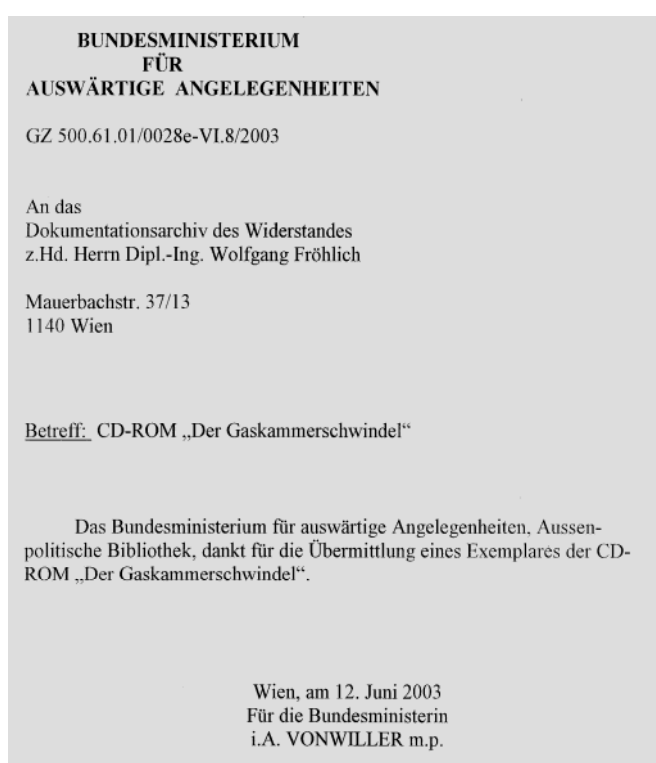 BUNDESMINISTERIUM
FÜR
AUSWÄRTIGE ANGELEGENHEITEN
GZ 500.61.01/0028e-VI.8/2003
An das
Dokumentationsarchiv des Widerstandes
z.Hd. Herrn Dipl.-Ing. Wolfgang Fröhlich
Mauerbachstr. 37/13
1140 Wien
Betreff: CD-ROM „Der Gaskammerschwindel“
Das Bundesministerium für auswärtige Angelegenheiten, Aussen-
politische Bibliothek, dankt für die Übermittlung eines Exemplares der CD-
ROM „Der Gaskammerschwindel“.
Wien, am 12. Juni 2003
Für die Bundesministerin
i.A. VONWILLER m.p.